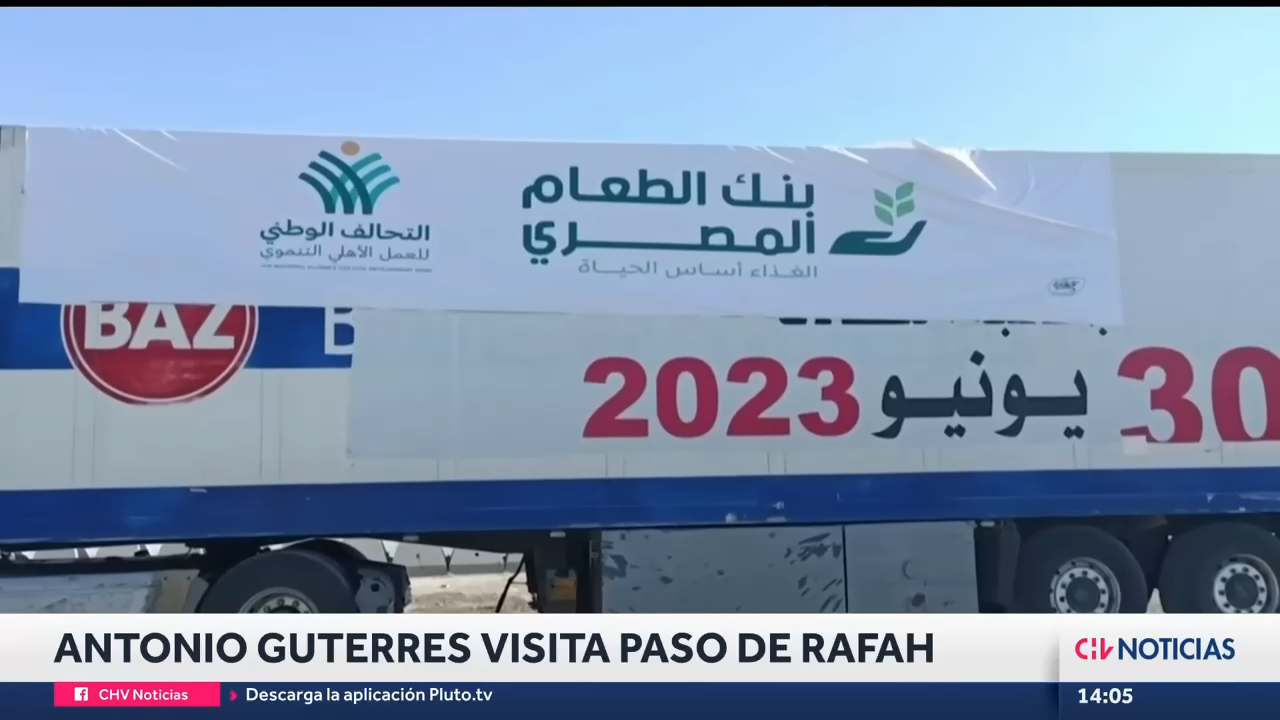 بنك الطعام
المصري
الغذاء أساس الحياة
التحالف الوطني
للعمل الأهلي التنموي
BAZ
30 يونيو 2023
ANTONIO GUTERRES VISITA PASO DE RAFAH
CHV NOTICIAS
CHV Noticias
Descarga la aplicación Pluto.tv
14:05